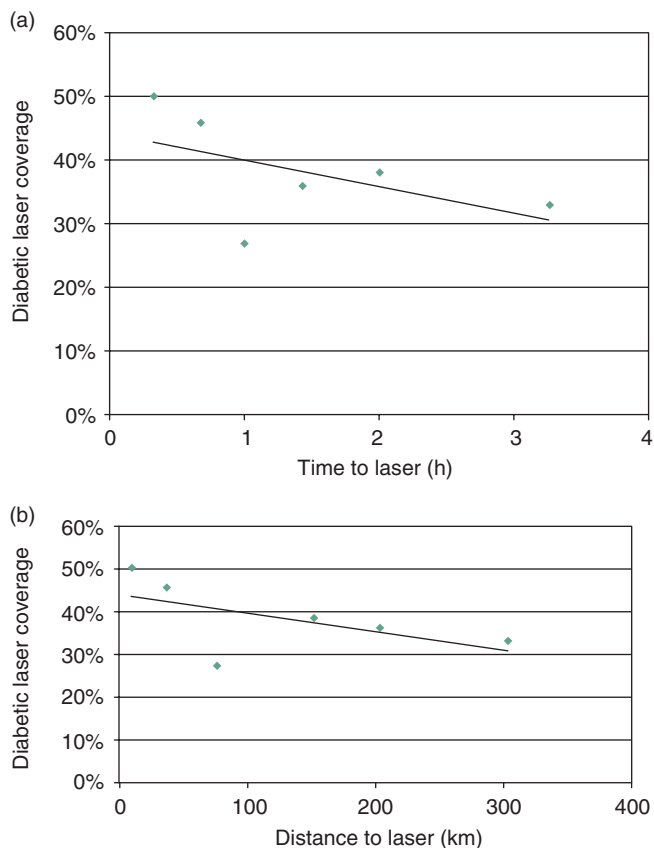 (a)
60%
50%
40%
30%
20%
10%
0%
Diabetic laser coverage
0 1 2 3 4
Time to laser (h)
(b)
60%
50%
40%
30%
20%
10%
0%
Diabetic laser coverage
0 100 200 300 400
Distance to laser (km)